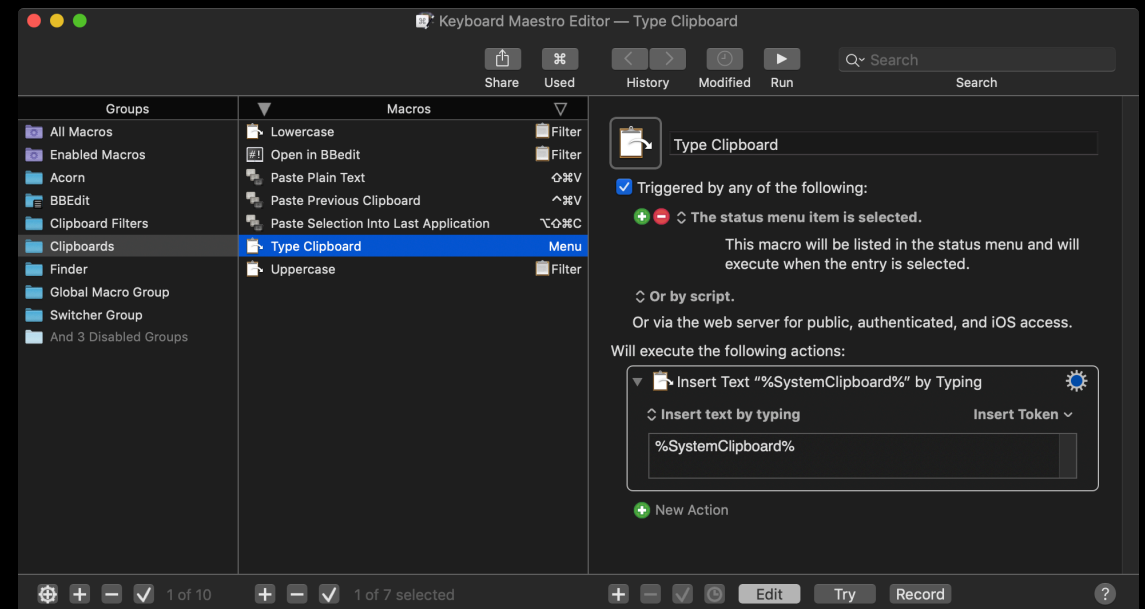 Keyboard Maestro Editor — Type Clipboard
Share
Used
History
Modified
Run
Search
Search
Groups
All Macros
Enabled Macros
Acorn
BBEdit
Clipboard Filters
Clipboards
Finder
Global Macro Group
Switcher Group
And 3 Disabled Groups
Macros
Lowercase Filter
Open in BBedit Filter
Paste Plain Text ⇧⌘V
Paste Previous Clipboard ^⌘V
Paste Selection Into Last Application ⌥⇧⌘C
Type Clipboard Menu
Uppercase Filter
Type Clipboard
Triggered by any of the following:
The status menu item is selected.
This macro will be listed in the status menu and will
execute when the entry is selected.
Or by script.
Or via the web server for public, authenticated, and iOS access.
Will execute the following actions:
Insert Text “%SystemClipboard%” by Typing
Insert text by typing Insert Token
%SystemClipboard%
New Action
1 of 10
1 of 7 selected
Edit
Try
Record
?